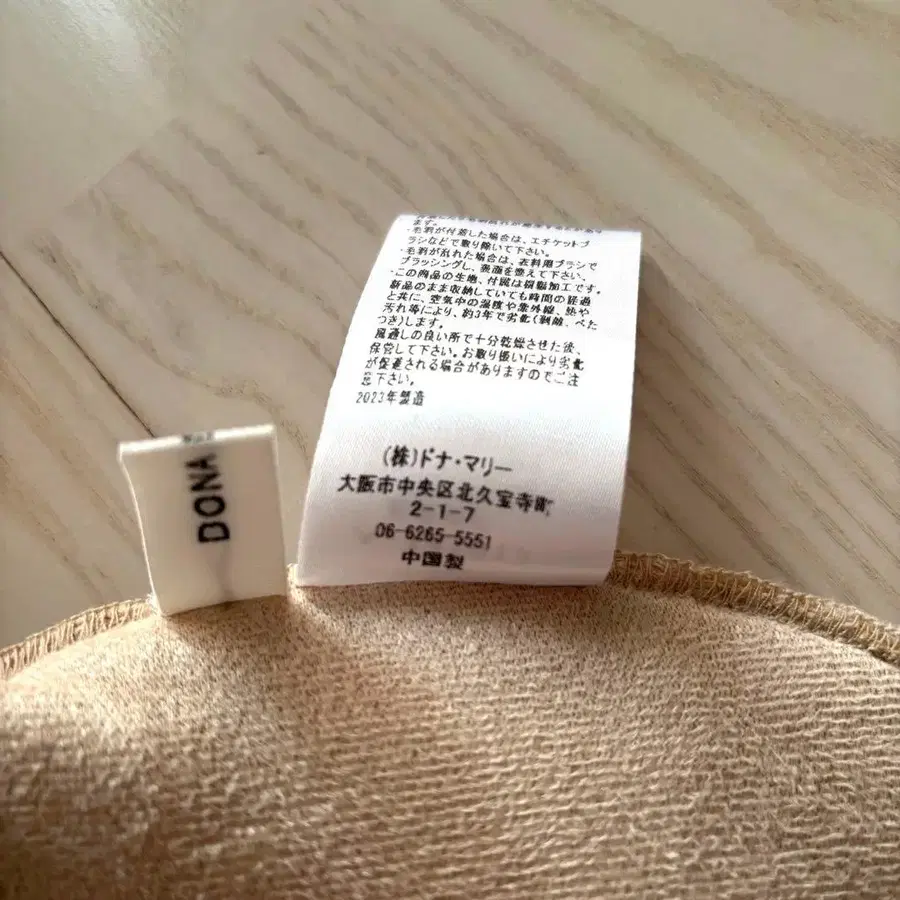 ます。
・毛羽が付着した場合は、エチケットブ
ラシなどで取り除いて下さい。
・毛羽が乱れた場合は、衣料用ブラシで
ブラッシングし、表面を整えて下さい。
・この商品の生地、付属は樹脂加工です。
新品のまま収納していても時間の経過
と共に、空気中の湿度や紫外線、熱や
汚れ等により、約3年で劣化(剥離、べた
つき)します。
風通しの良い所で十分乾燥させた後、
保管して下さい。お取り扱いにより劣化
が促進される場合がありますのでご注
意下さい。
2023年製造
(株)ドナ・マリー
大阪市中央区北久宝寺町
2-1-7
06-6265-5551
中国製
DONA